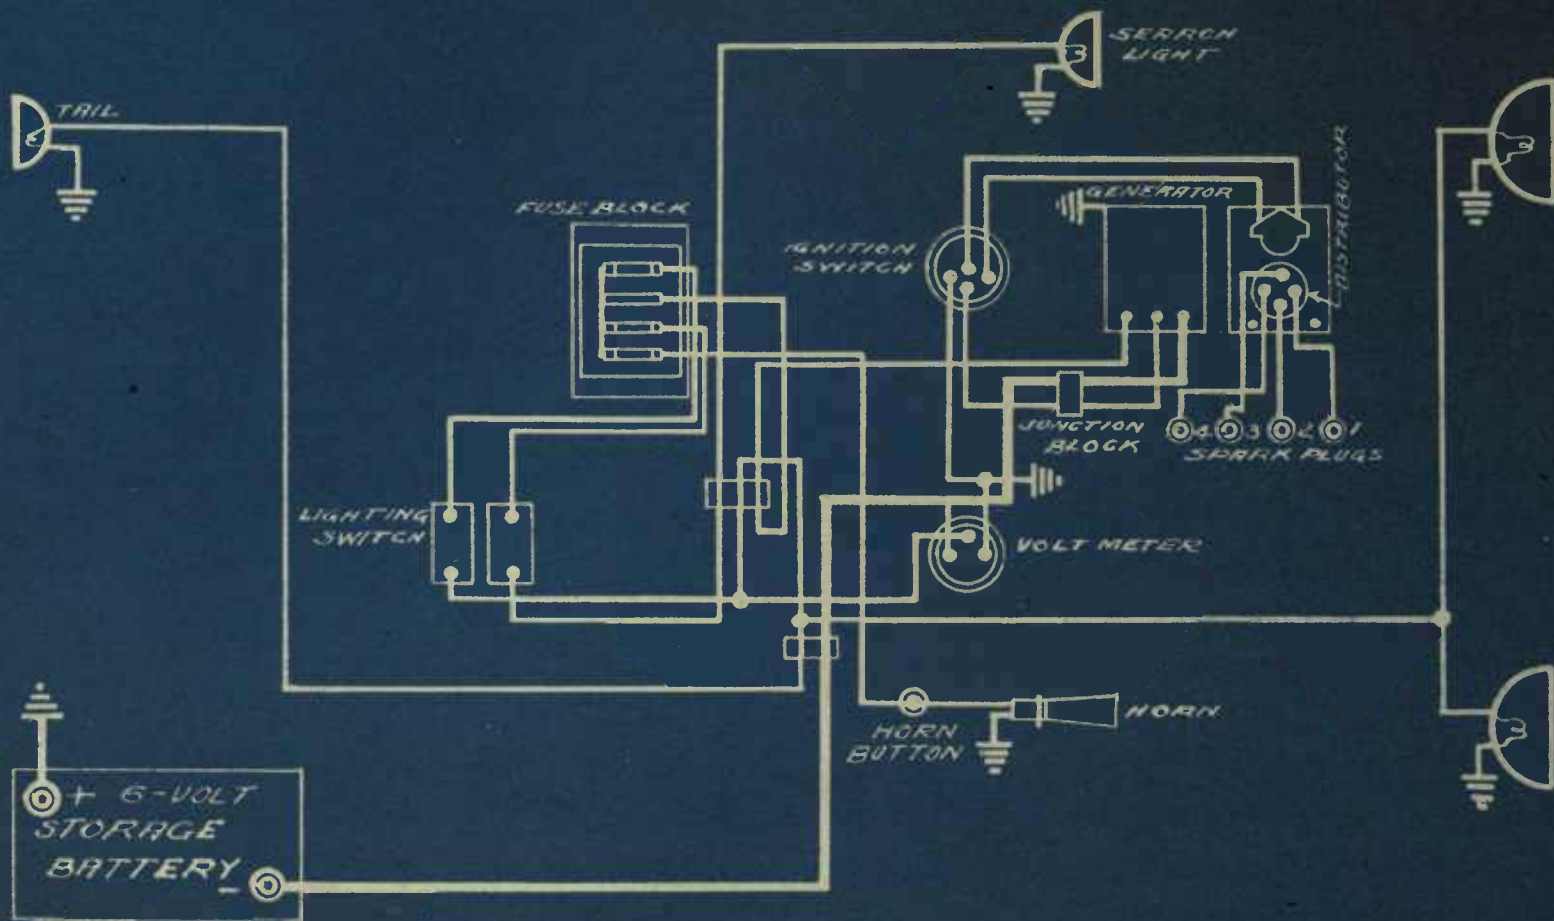 SEARCH
LIGHT
TAIL
GENERATOR
DISTRIBUTOR
FUSE BLOCK
IGNITION
SWITCH
JUNCTION
BLOCK
4 3 2 1
SPARK PLUGS
LIGHTING
SWITCH
VOLT METER
HORN
HORN
BUTTON
+ 6-VOLT
STORAGE
BATTERY
-